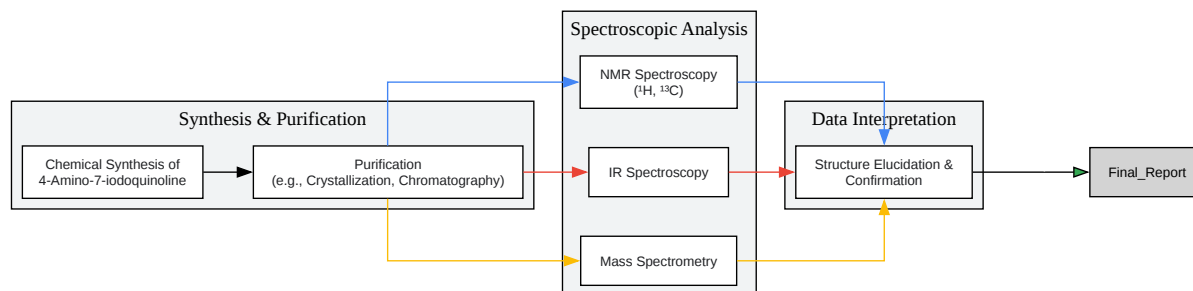 Synthesis & Purification
Chemical Synthesis of
4-Amino-7-iodoquinoline
Purification
(e.g., Crystallization, Chromatography)
Spectroscopic Analysis
NMR Spectroscopy
(¹H, ¹³C)
IR Spectroscopy
Mass Spectrometry
Data Interpretation
Structure Elucidation &
Confirmation
Final_Report